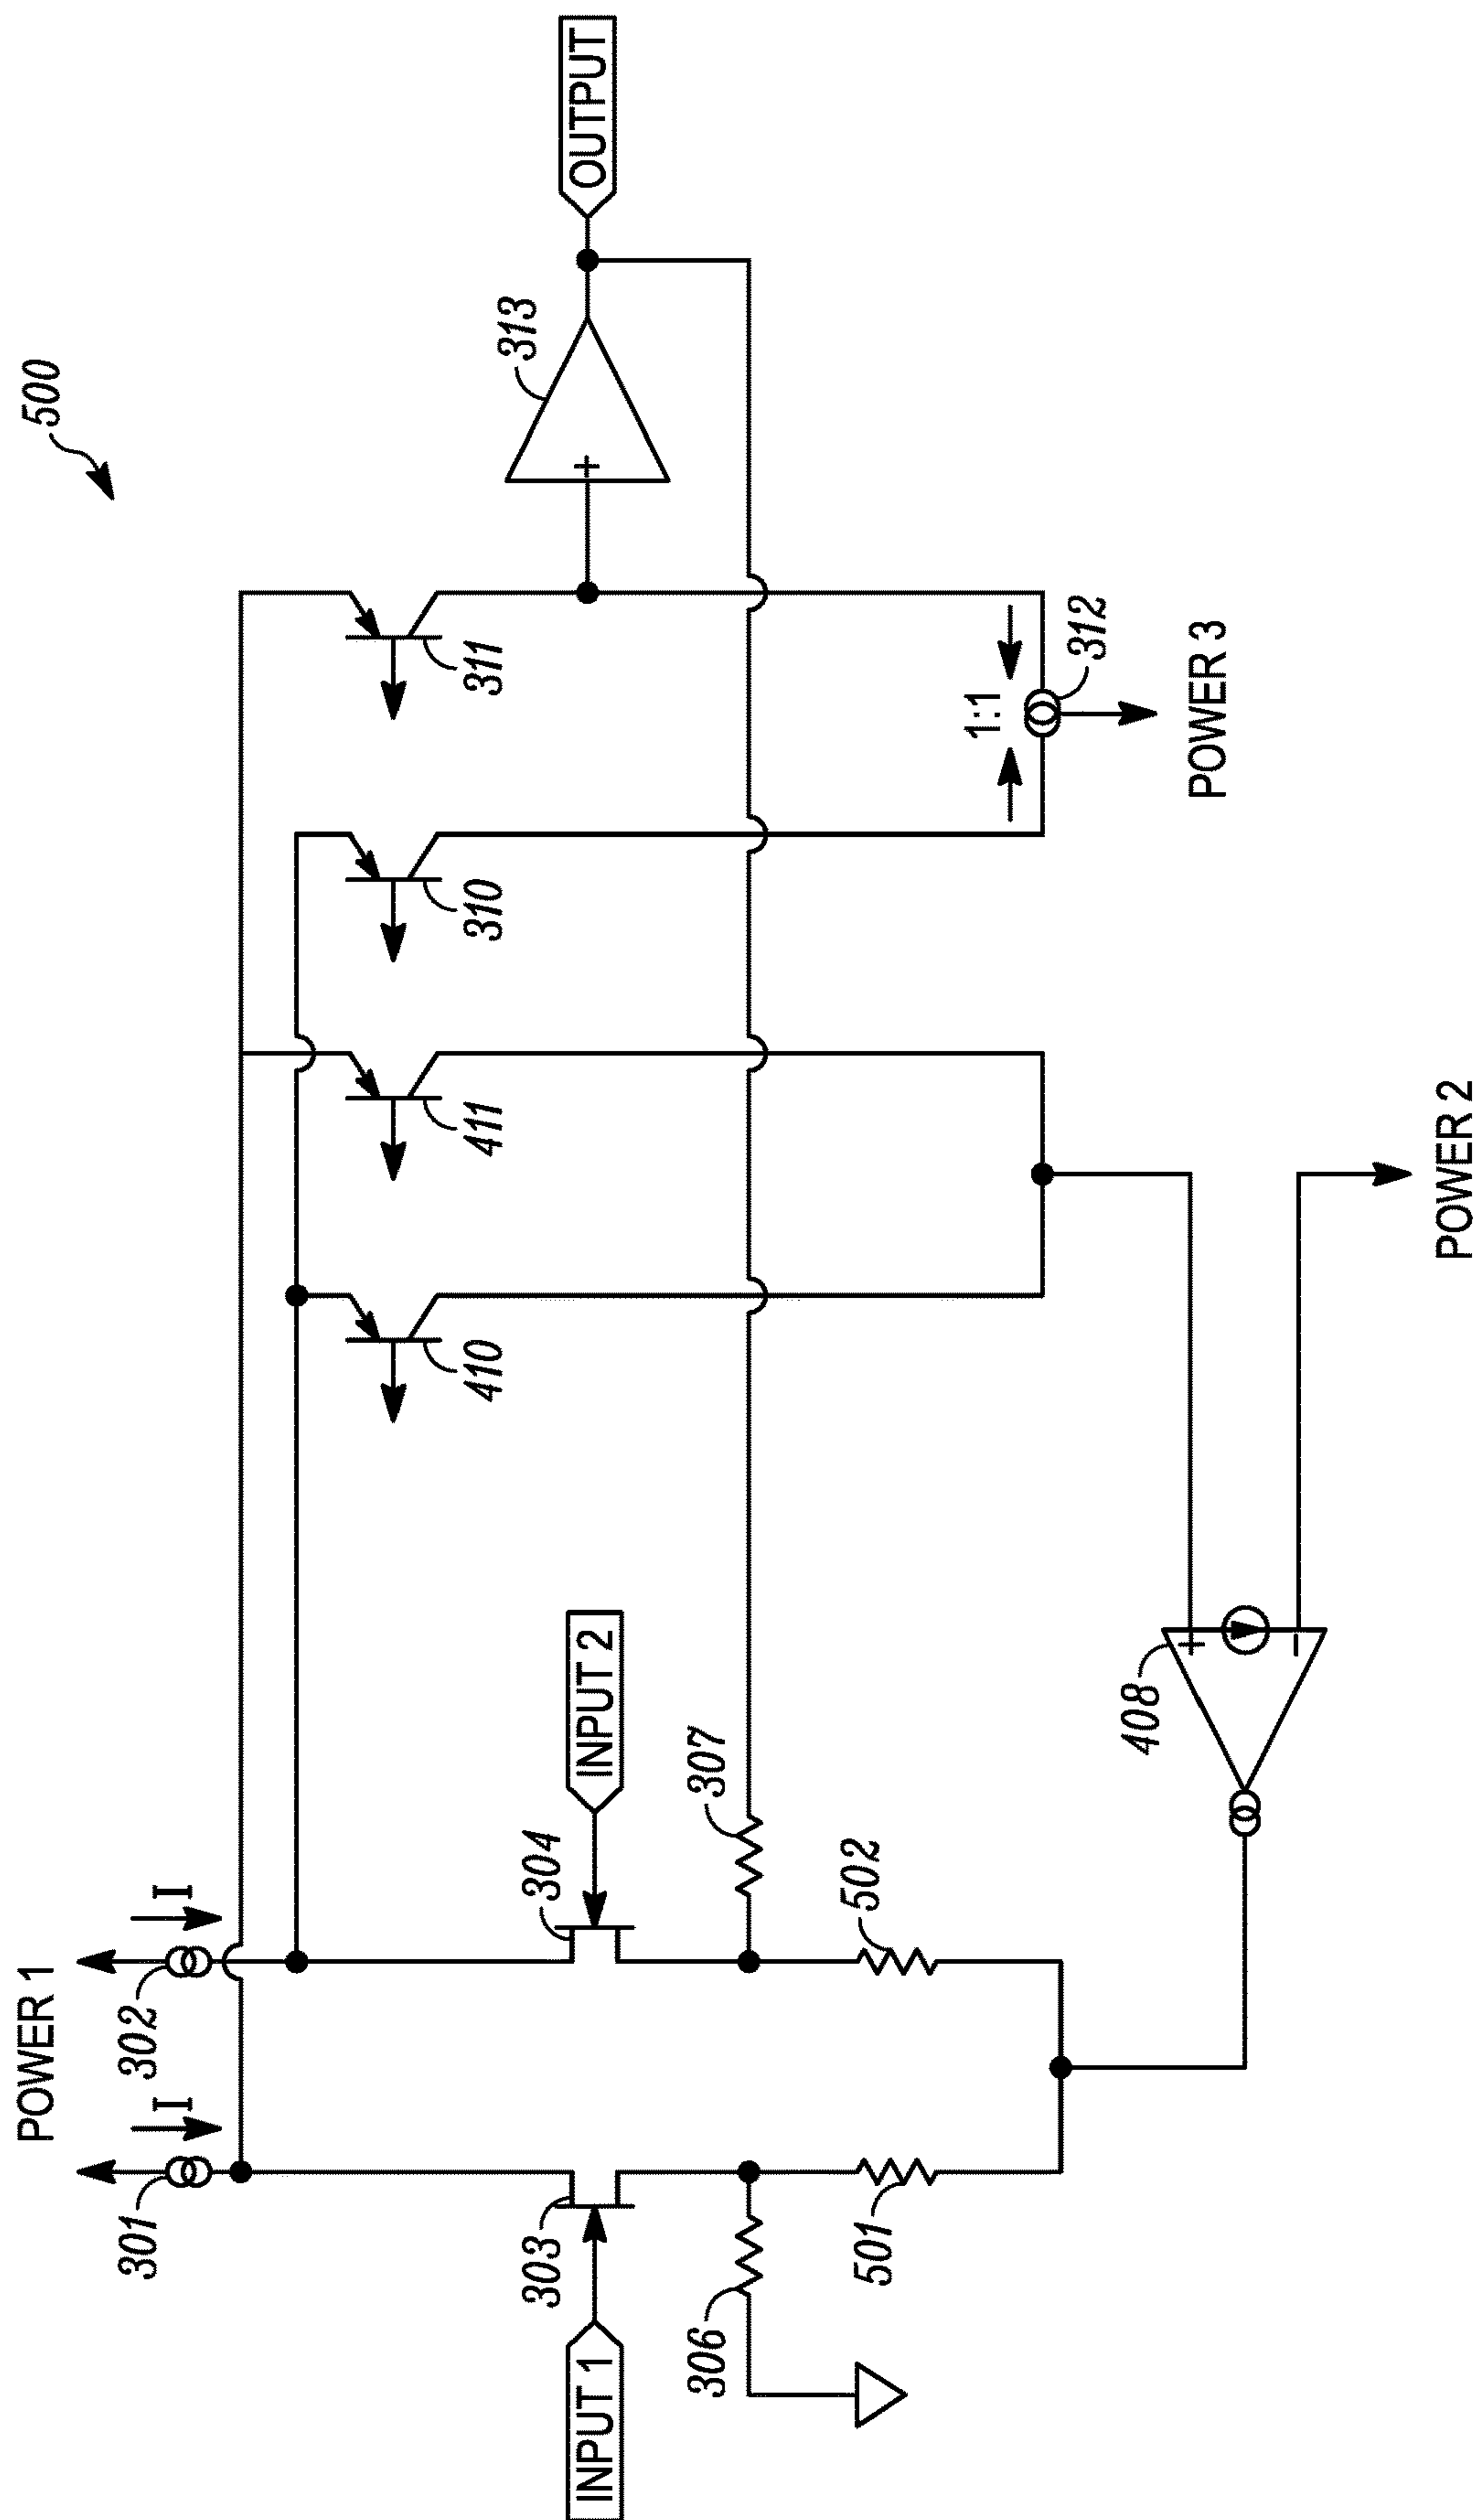 500
POWER 1
I
I
301
302
303
304
INPUT 1
INPUT 2
306
307
501
502
410
411
310
311
313
+
OUTPUT
1:1
312
POWER 3
408
+
−
POWER 2